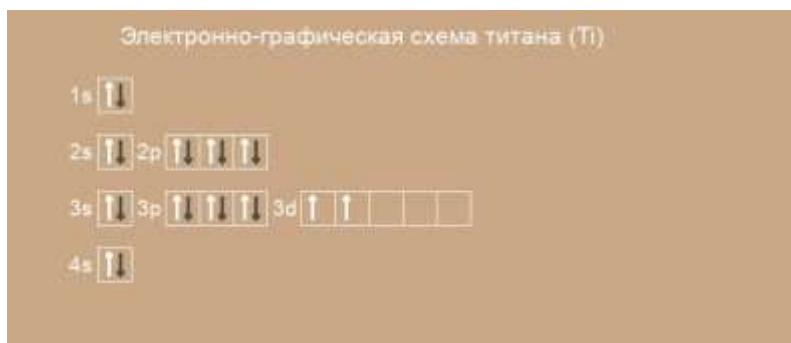 Электронно-графическая схема титана (Ti)
1s
2s 2p
3s 3p 3d
4s